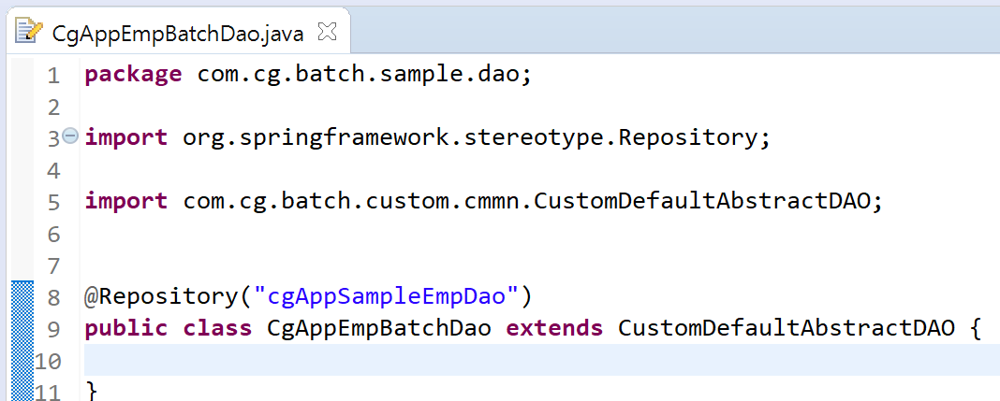 CgAppEmpBatchDao.java
1 package com.cg.batch.sample.dao;
2
3 import org.springframework.stereotype.Repository;
4
5 import com.cg.batch.custom.cmmn.CustomDefaultAbstractDAO;
6
7
8 @Repository("cgAppSampleEmpDao")
9 public class CgAppEmpBatchDao extends CustomDefaultAbstractDAO {
10
11 }